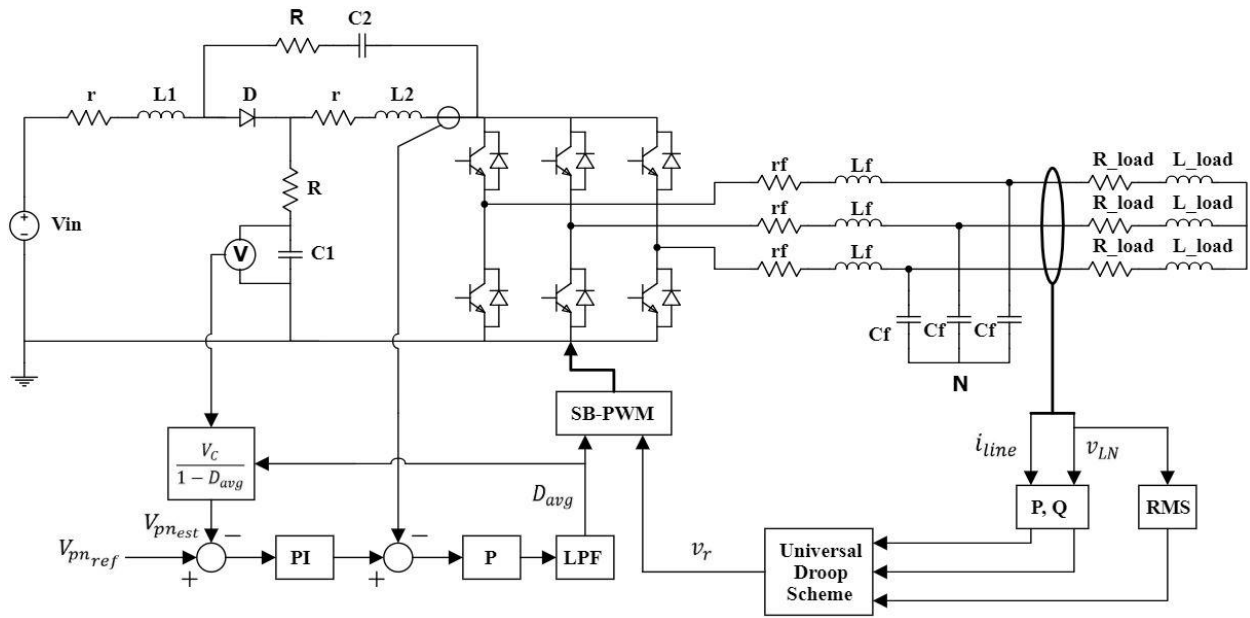 R C2
r L1 D r L2
R
Vin
V C1
rf Lf R_load L_load
rf Lf R_load L_load
rf Lf R_load L_load
Cf Cf Cf
N
SB-PWM
V_C
1 − D_avg
D_avg
i_line v_LN
P, Q RMS
V_pn_est
V_pn_ref + − PI + − P LPF
v_r
Universal
Droop
Scheme